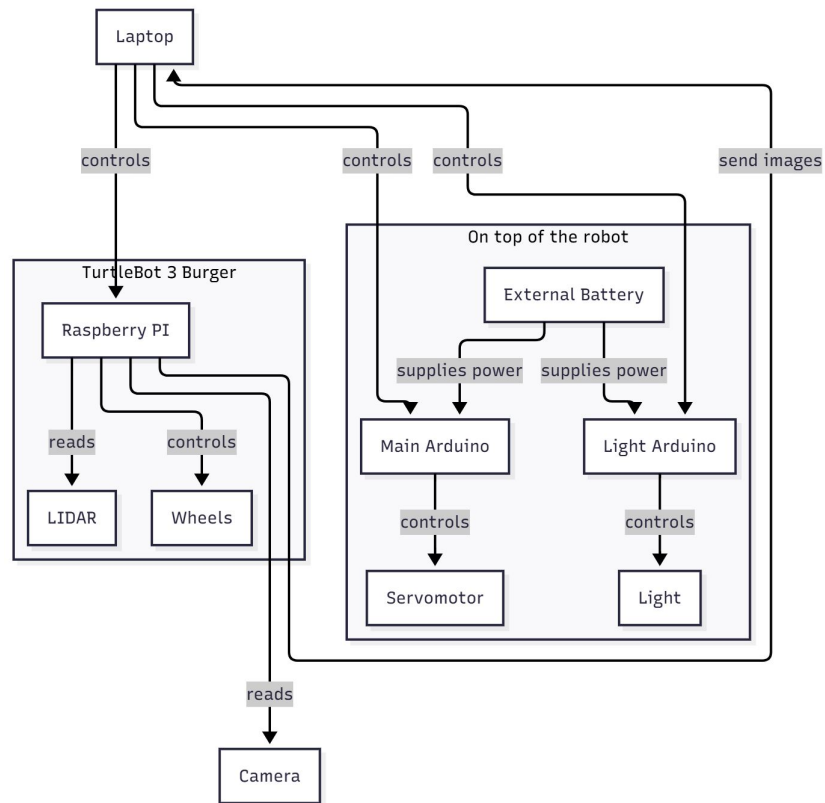 Laptop
controls
controls
controls
send images
On top of the robot
TurtleBot 3 Burger
External Battery
Raspberry PI
supplies power
supplies power
reads
controls
Main Arduino
Light Arduino
LIDAR
Wheels
controls
controls
Servomotor
Light
reads
Camera